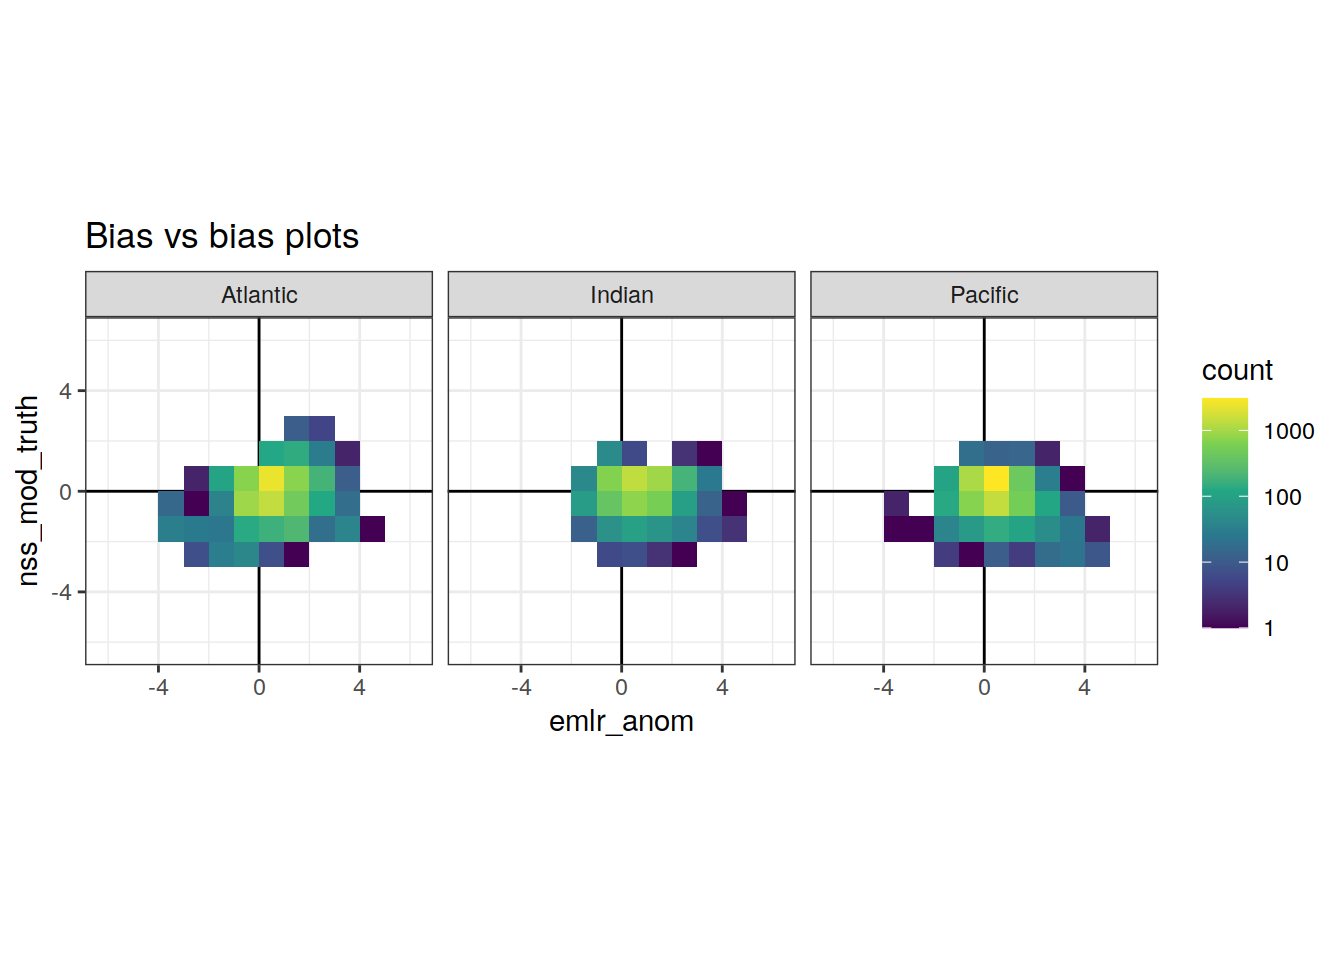 Bias vs bias plots
Atlantic Indian Pacific
nss_mod_truth
4
0
-4
-4 0 4 -4 0 4 -4 0 4
emlr_anom
count
1000
100
10
1